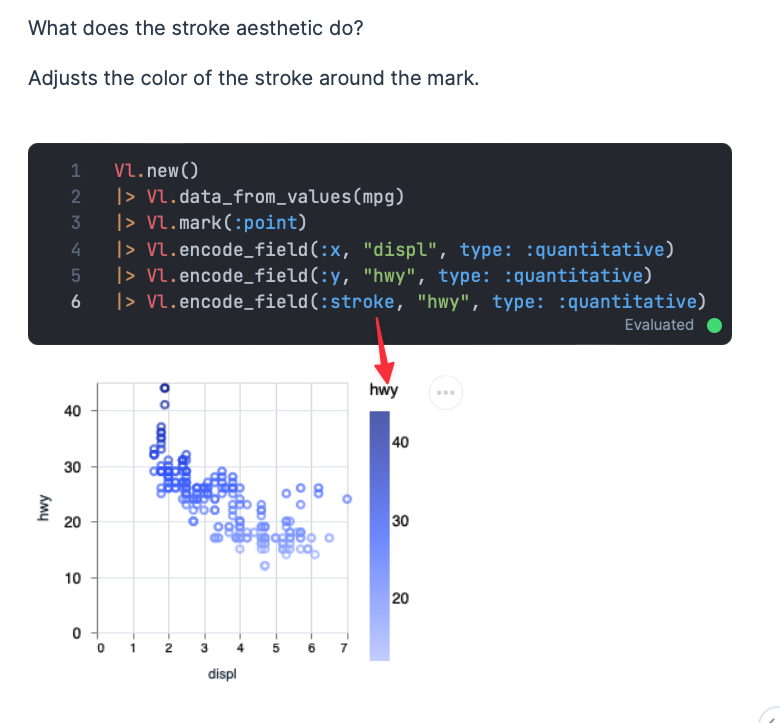 What does the stroke aesthetic do?
Adjusts the color of the stroke around the mark.
1 Vl.new()
2 |> Vl.data_from_values(mpg)
3 |> Vl.mark(:point)
4 |> Vl.encode_field(:x, "displ", type: :quantitative)
5 |> Vl.encode_field(:y, "hwy", type: :quantitative)
6 |> Vl.encode_field(:stroke, "hwy", type: :quantitative)
Evaluated
hwy
40
30
20
10
0
hwy
0 1 2 3 4 5 6 7
displ
40
30
20